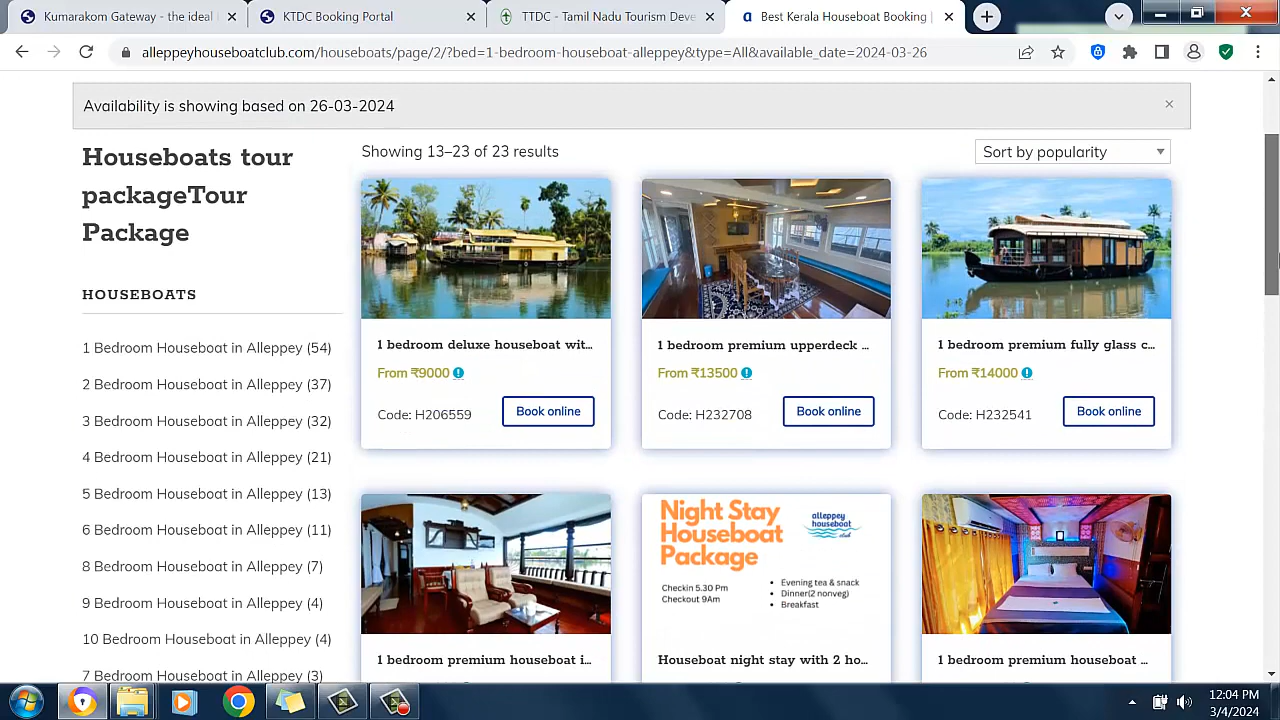 Kumarakom Gateway - the ideal
KTDC Booking Portal
TTDC - Tamil Nadu Tourism Deve
Best Kerala Houseboat Booking |
alleppeyhouseboatclub.com/houseboats/page/2/?bed=1-bedroom-houseboat-alleppey&type=All&available_date=2024-03-26
Availability is showing based on 26-03-2024
Houseboats tour
packageTour
Package
Showing 13–23 of 23 results
Sort by popularity
HOUSEBOATS
1 Bedroom Houseboat in Alleppey (54)
2 Bedroom Houseboat in Alleppey (37)
3 Bedroom Houseboat in Alleppey (32)
4 Bedroom Houseboat in Alleppey (21)
5 Bedroom Houseboat in Alleppey (13)
6 Bedroom Houseboat in Alleppey (11)
8 Bedroom Houseboat in Alleppey (7)
9 Bedroom Houseboat in Alleppey (4)
10 Bedroom Houseboat in Alleppey (4)
7 Bedroom Houseboat in Alleppey (3)
1 bedroom deluxe houseboat wit...
From ₹9000
Code: H206559
Book online
1 bedroom premium upperdeck ...
From ₹13500
Code: H232708
Book online
1 bedroom premium fully glass c...
From ₹14000
Code: H232541
Book online
Night Stay
Houseboat
Package
alleppey
houseboat
club
Checkin 5.30 Pm
Checkout 9Am
Evening tea & snack
Dinner(2 nonveg)
Breakfast
1 bedroom premium houseboat i...
Houseboat night stay with 2 ho...
1 bedroom premium houseboat ...
12:04 PM
3/4/2024